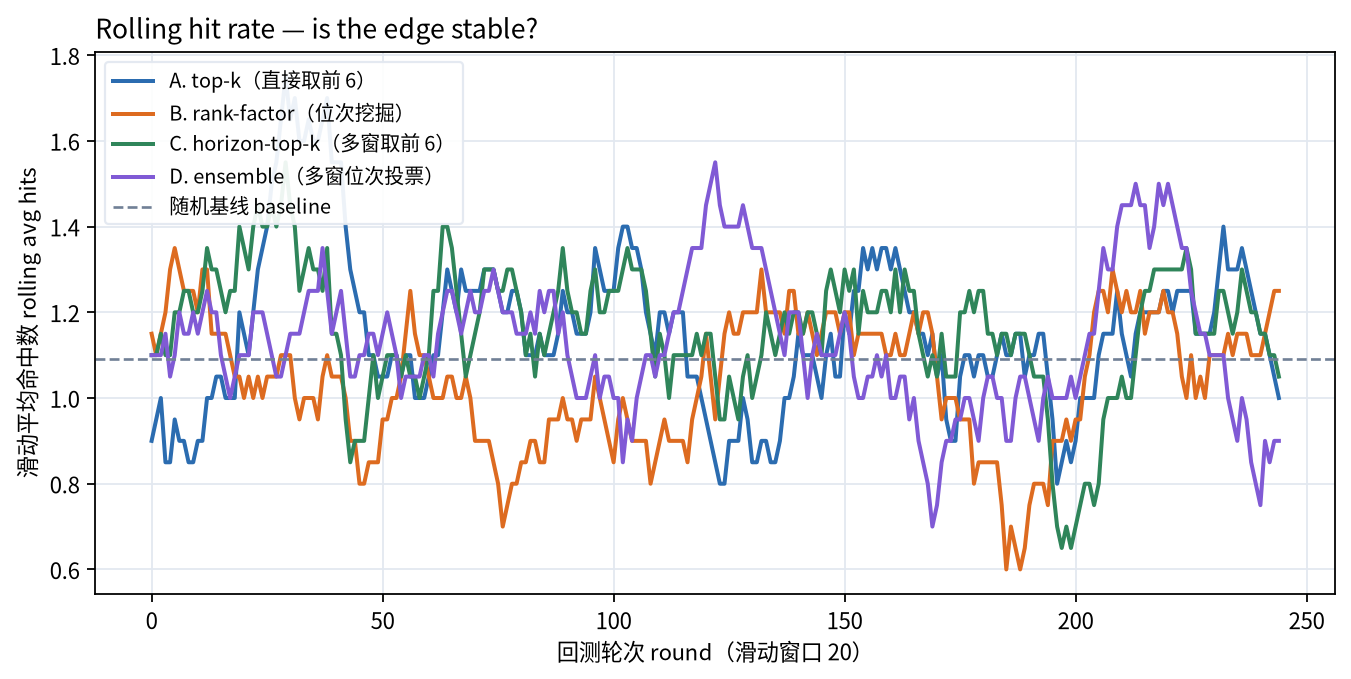 Rolling hit rate — is the edge stable?
滑动平均命中数 rolling avg hits
1.8
1.6
1.4
1.2
1.0
0.8
0.6
A. top-k（直接取前 6）
B. rank-factor（位次挖掘）
C. horizon-top-k（多窗取前 6）
D. ensemble（多窗位次投票）
随机基线 baseline
0 50 100 150 200 250
回测轮次 round（滑动窗口 20）